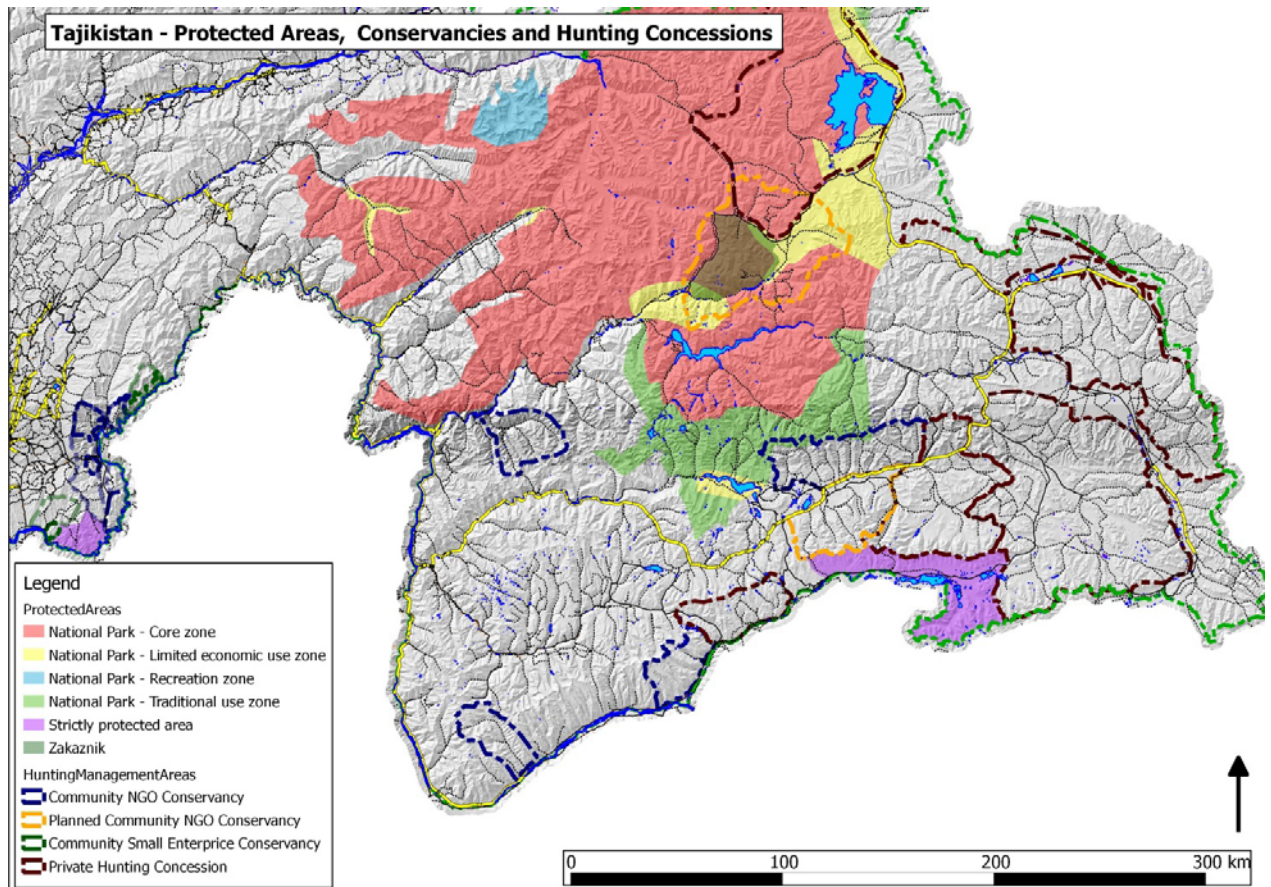 Tajikistan - Protected Areas, Conservancies and Hunting Concessions
Legend
ProtectedAreas
National Park - Core zone
National Park - Limited economic use zone
National Park - Recreation zone
National Park - Traditional use zone
Strictly protected area
Zakaznik
HuntingManagementAreas
Community NGO Conservancy
Planned Community NGO Conservancy
Community Small Enterprice Conservancy
Private Hunting Concession
0 100 200 300 km